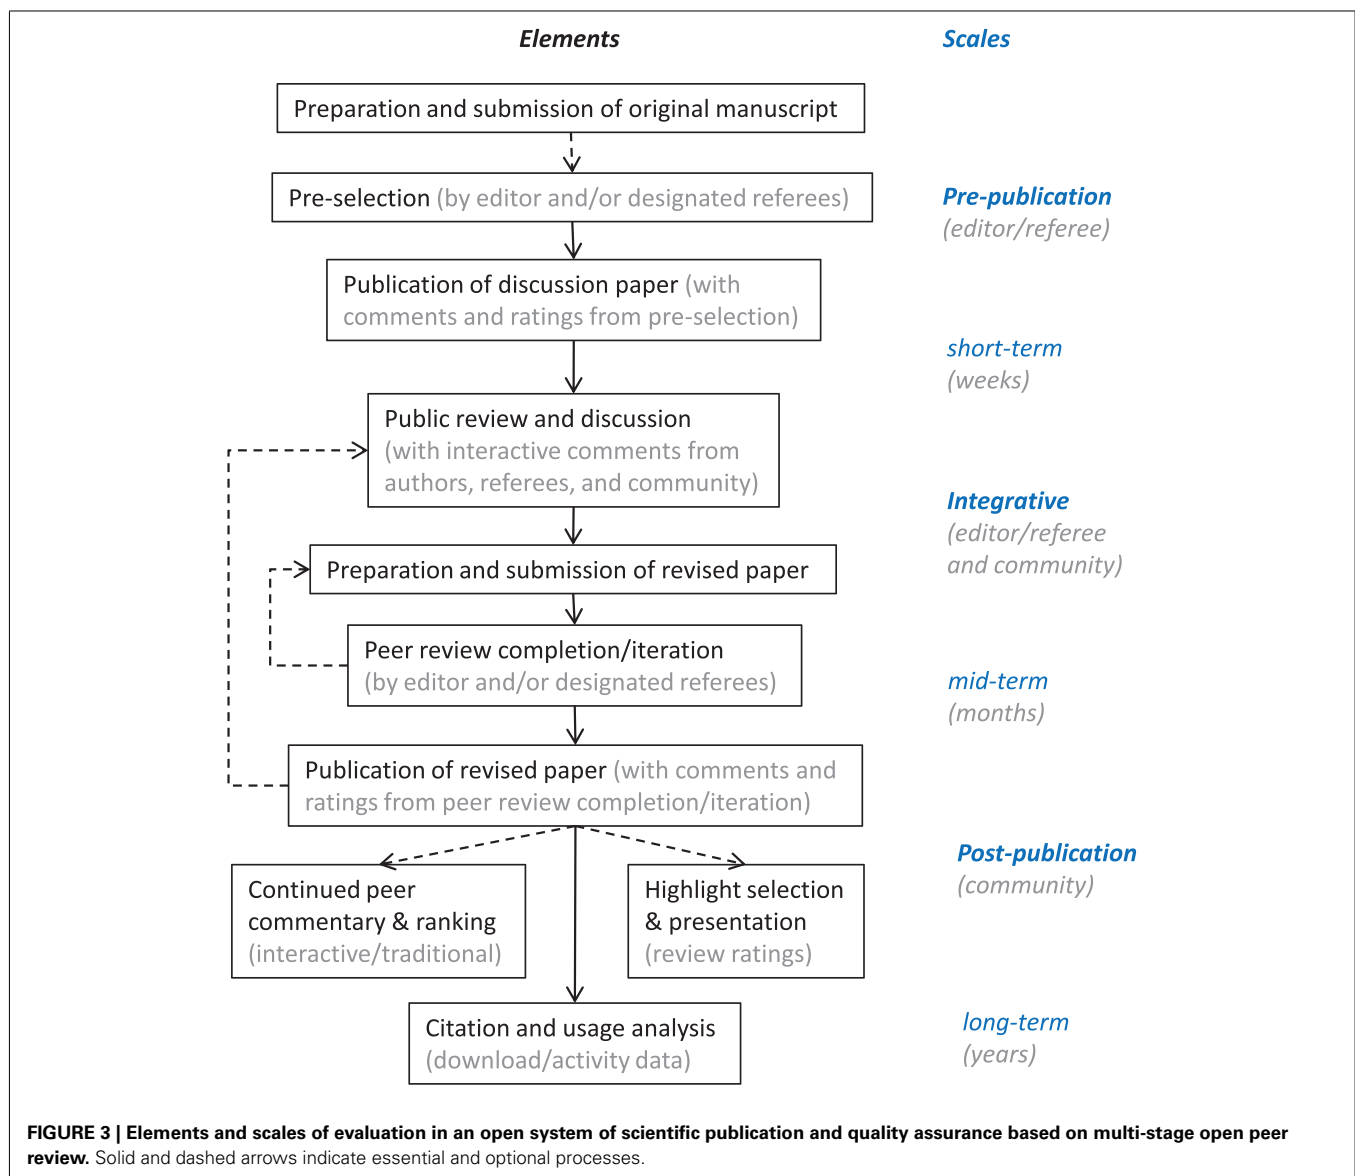 Elements
Scales
Preparation and submission of original manuscript
Pre-selection (by editor and/or designated referees)
Pre-publication
(editor/referee)
Publication of discussion paper (with
comments and ratings from pre-selection)
short-term
(weeks)
Public review and discussion
(with interactive comments from
authors, referees, and community)
Integrative
(editor/referee
and community)
Preparation and submission of revised paper
Peer review completion/iteration
(by editor and/or designated referees)
mid-term
(months)
Publication of revised paper (with comments and
ratings from peer review completion/iteration)
Post-publication
(community)
Continued peer
commentary & ranking
(interactive/traditional)
Highlight selection
& presentation
(review ratings)
Citation and usage analysis
(download/activity data)
long-term
(years)
FIGURE 3 | Elements and scales of evaluation in an open system of scientific publication and quality assurance based on multi-stage open peer
review. Solid and dashed arrows indicate essential and optional processes.